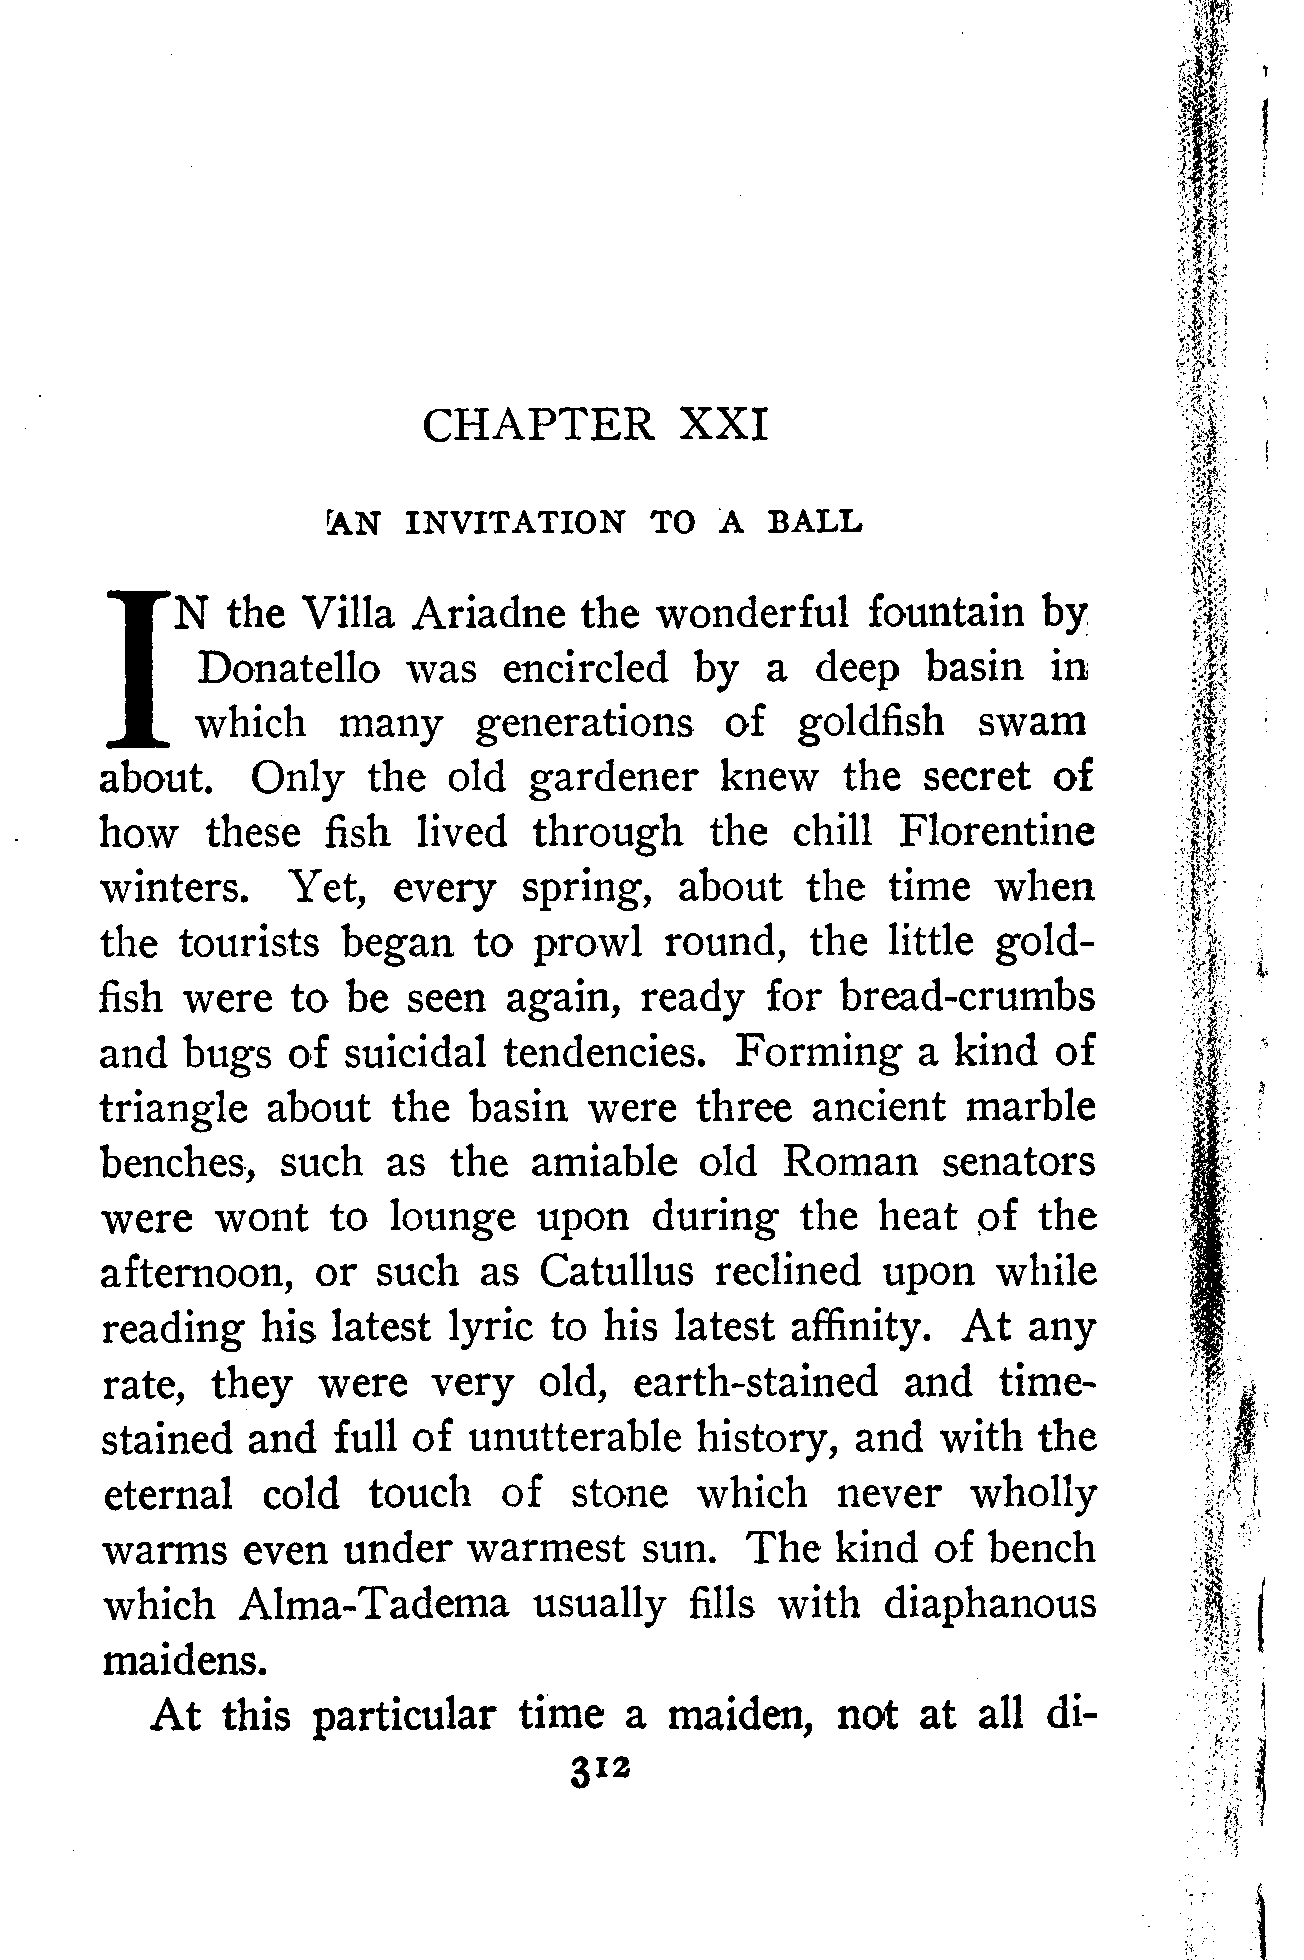 CHAPTER XXI
AN INVITATION TO A BALL
IN the Villa Ariadne the wonderful fountain by
Donatello was encircled by a deep basin in
which many generations of goldfish swam
about. Only the old gardener knew the secret of
how these fish lived through the chill Florentine
winters. Yet, every spring, about the time when
the tourists began to prowl round, the little gold-
fish were to be seen again, ready for bread-crumbs
and bugs of suicidal tendencies. Forming a kind of
triangle about the basin were three ancient marble
benches, such as the amiable old Roman senators
were wont to lounge upon during the heat of the
afternoon, or such as Catullus reclined upon while
reading his latest lyric to his latest affinity. At any
rate, they were very old, earth-stained and time-
stained and full of unutterable history, and with the
eternal cold touch of stone which never wholly
warms even under warmest sun. The kind of bench
which Alma-Tadema usually fills with diaphanous
maidens.
At this particular time a maiden, not at all di-
312